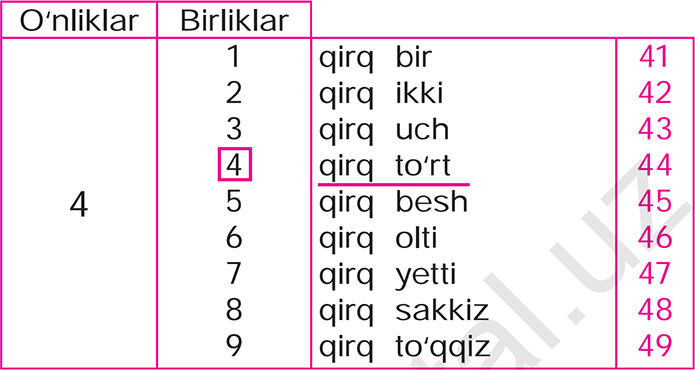 O‘nliklar Birliklar
1 qirq bir 41
2 qirq ikki 42
3 qirq uch 43
4 qirq to‘rt 44
4 5 qirq besh 45
6 qirq olti 46
7 qirq yetti 47
8 qirq sakkiz 48
9 qirq to‘qqiz 49
tal.uz